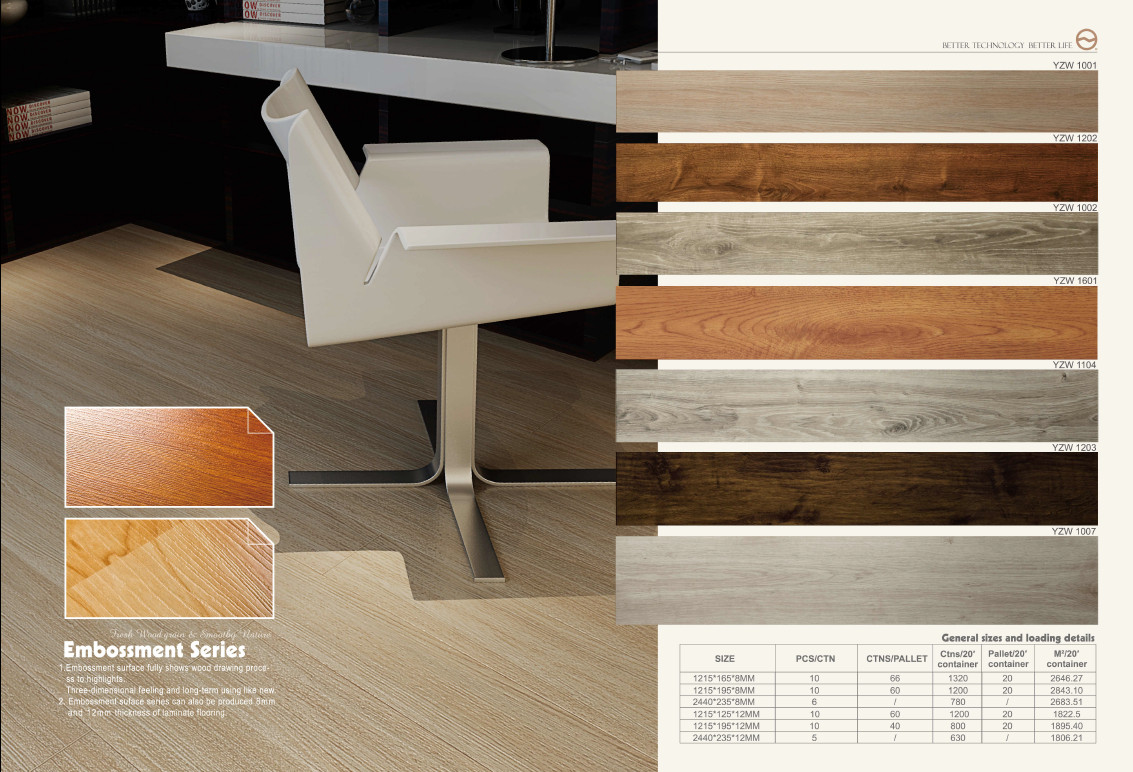 NOW DISCOVER
NOW DISCOVER
NOW DISCOVER
NOW DISCOVER
NOW DISCOVER
NOW DISCOVER
Fresh Wood grain & Smoothy Nature
Embossment Series
1.Embossment surface fully shows wood drawing proce-
ss to highlights.
Three-dimensional feeling and long-term using like new.
2. Embossment suface series can also be produced 8mm
and 12mm thickness of laminate flooring.
BETTER TECHNOLOGY BETTER LIFE
YZW 1001
YZW 1202
YZW 1002
YZW 1601
YZW 1104
YZW 1203
YZW 1007
General sizes and loading details
SIZE PCS/CTN CTNS/PALLET Ctns/20' container Pallet/20' container M²/20' container
1215*165*8MM 10 66 1320 20 2646.27
1215*195*8MM 10 60 1200 20 2843.10
2440*235*8MM 6 / 780 / 2683.51
1215*125*12MM 10 60 1200 20 1822.5
1215*195*12MM 10 40 800 20 1895.40
2440*235*12MM 5 / 630 / 1806.21